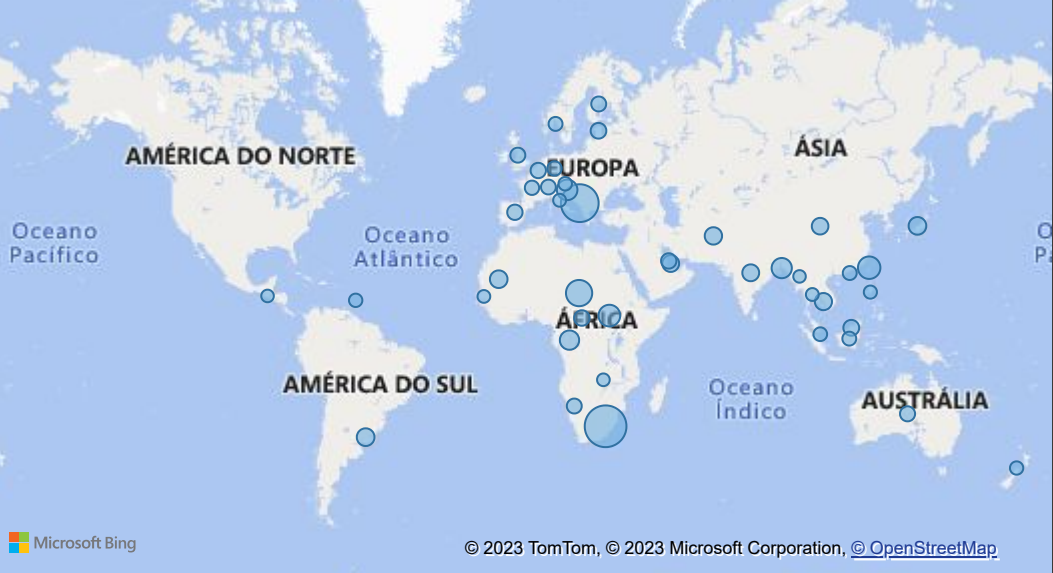 AMÉRICA DO NORTE
EUROPA
ÁSIA
Oceano
Pacífico
Oceano
Atlântico
O
Pa
ÁFRICA
AMÉRICA DO SUL
Oceano
Índico
AUSTRÁLIA
Microsoft Bing
© 2023 TomTom, © 2023 Microsoft Corporation, © OpenStreetMap